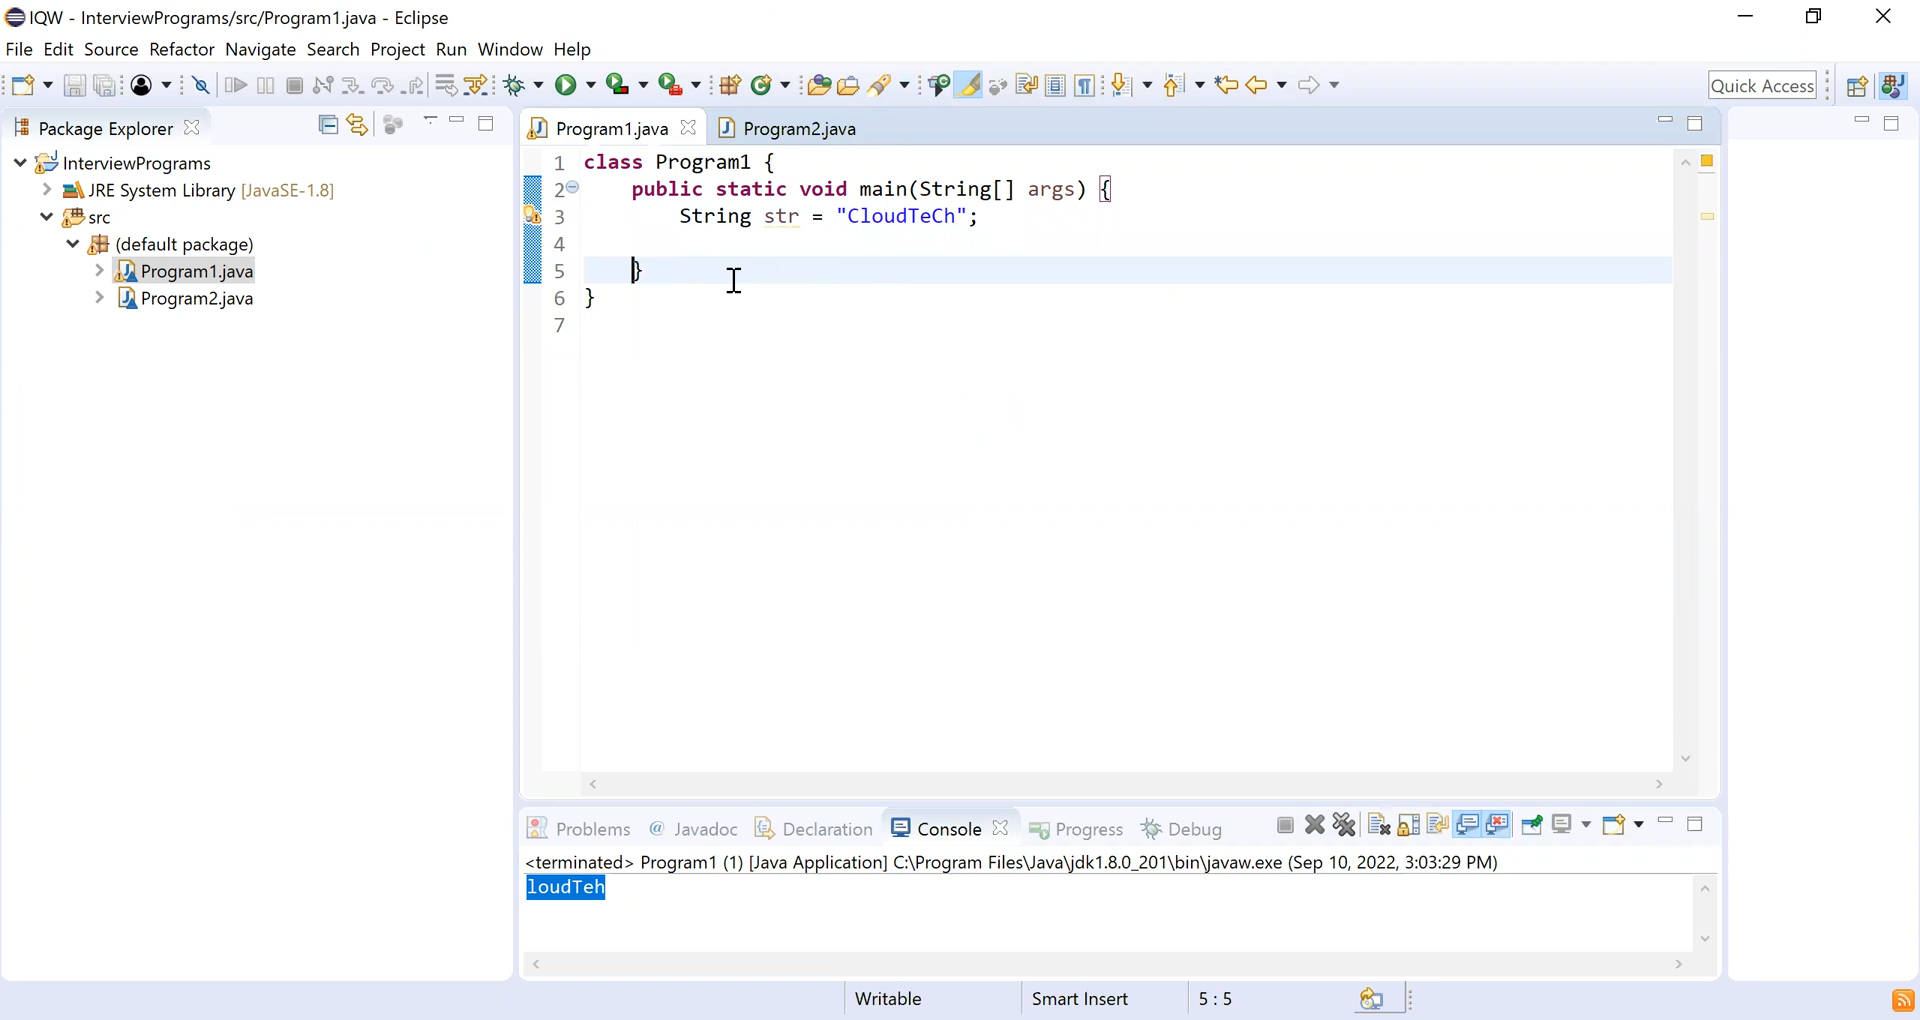 IQW - InterviewPrograms/src/Program1.java - Eclipse
File Edit Source Refactor Navigate Search Project Run Window Help
Quick Access
Package Explorer
InterviewPrograms
JRE System Library [JavaSE-1.8]
src
(default package)
Program1.java
Program2.java
Program1.java Program2.java
1 class Program1 {
2 public static void main(String[] args) {
3 String str = "CloudTeCh";
4
5 }
6 }
7
Problems @ Javadoc Declaration Console Progress Debug
<terminated> Program1 (1) [Java Application] C:\Program Files\Java\jdk1.8.0_201\bin\javaw.exe (Sep 10, 2022, 3:03:29 PM)
loudTeh
Writable Smart Insert 5 : 5